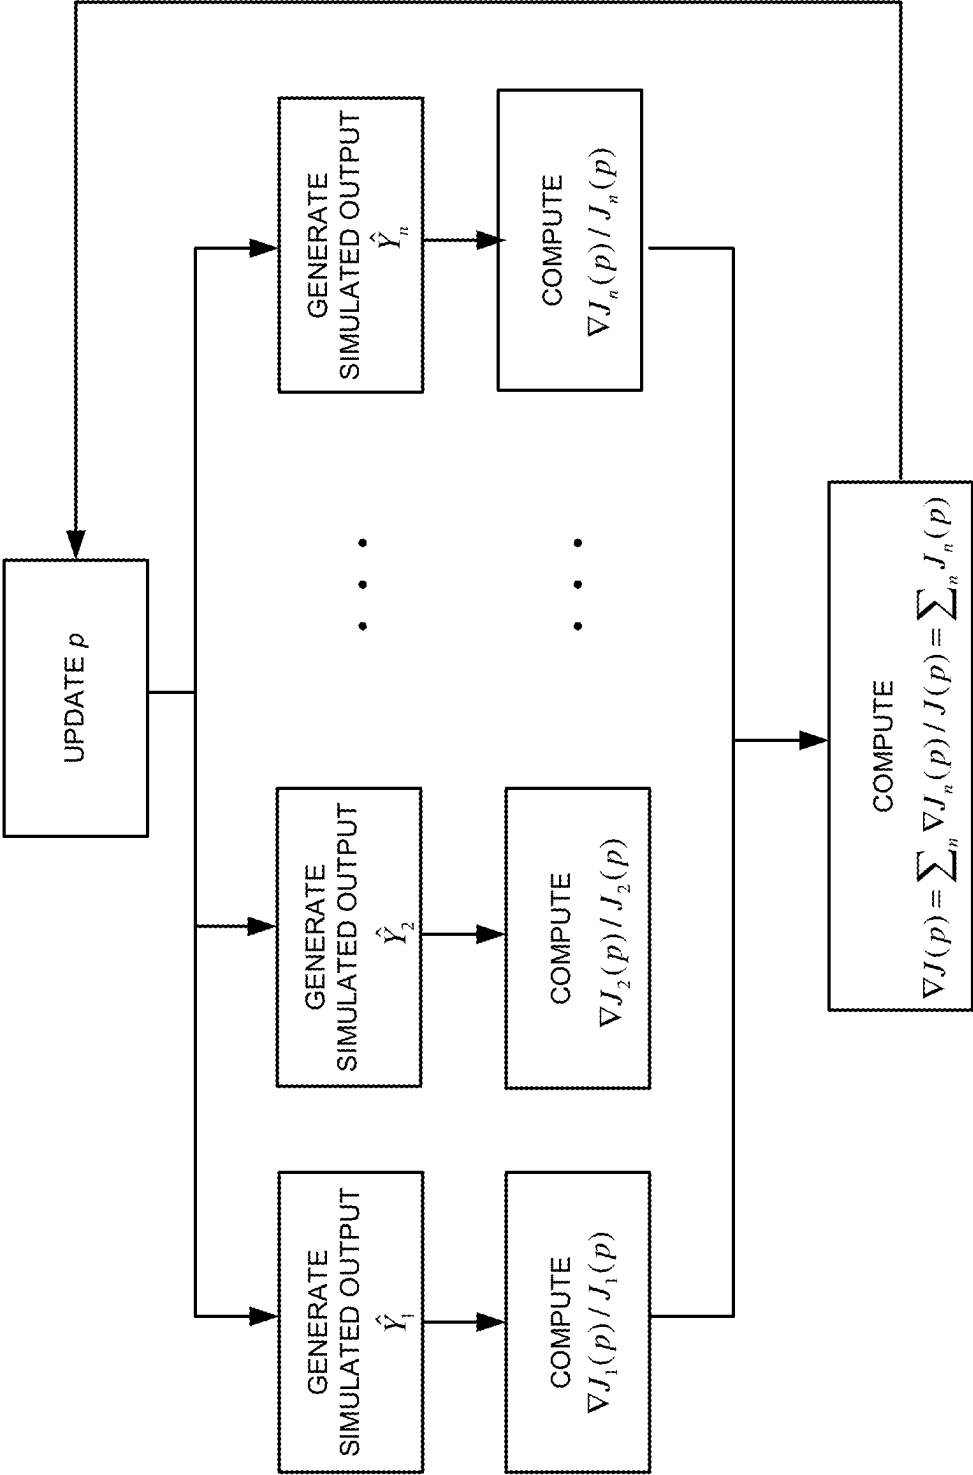 UPDATE p
GENERATE
SIMULATED OUTPUT
Ŷ₁
GENERATE
SIMULATED OUTPUT
Ŷ₂
GENERATE
SIMULATED OUTPUT
Ŷₙ
COMPUTE
∇J₁(p) / J₁(p)
COMPUTE
∇J₂(p) / J₂(p)
COMPUTE
∇Jₙ(p) / Jₙ(p)
COMPUTE
∇J(p) = ∑ₙ ∇Jₙ(p) / J(p) = ∑ₙ Jₙ(p)